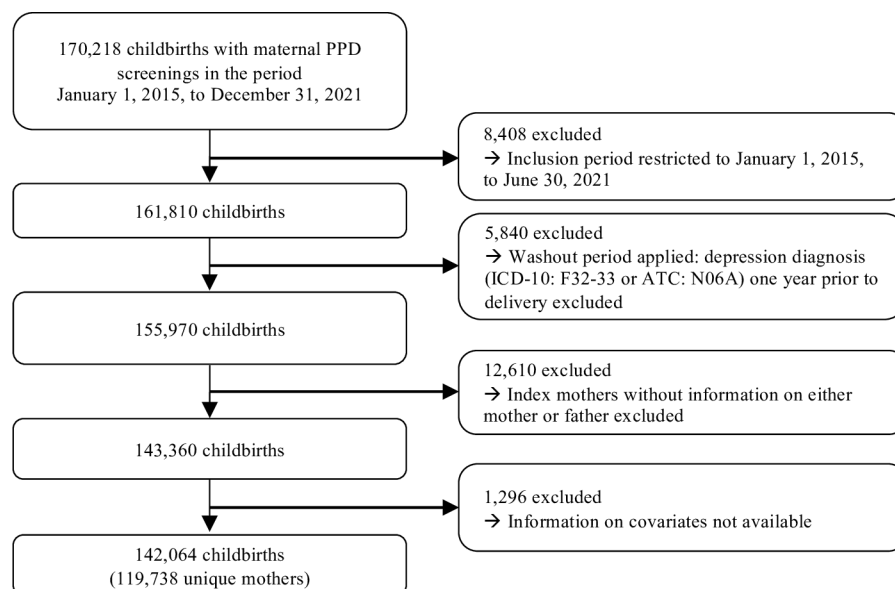 170,218 childbirths with maternal PPD
screenings in the period
January 1, 2015, to December 31, 2021
8,408 excluded
→ Inclusion period restricted to January 1, 2015,
to June 30, 2021
161,810 childbirths
5,840 excluded
→ Washout period applied: depression diagnosis
(ICD-10: F32-33 or ATC: N06A) one year prior to
delivery excluded
155,970 childbirths
12,610 excluded
→ Index mothers without information on either
mother or father excluded
143,360 childbirths
1,296 excluded
→ Information on covariates not available
142,064 childbirths
(119,738 unique mothers)